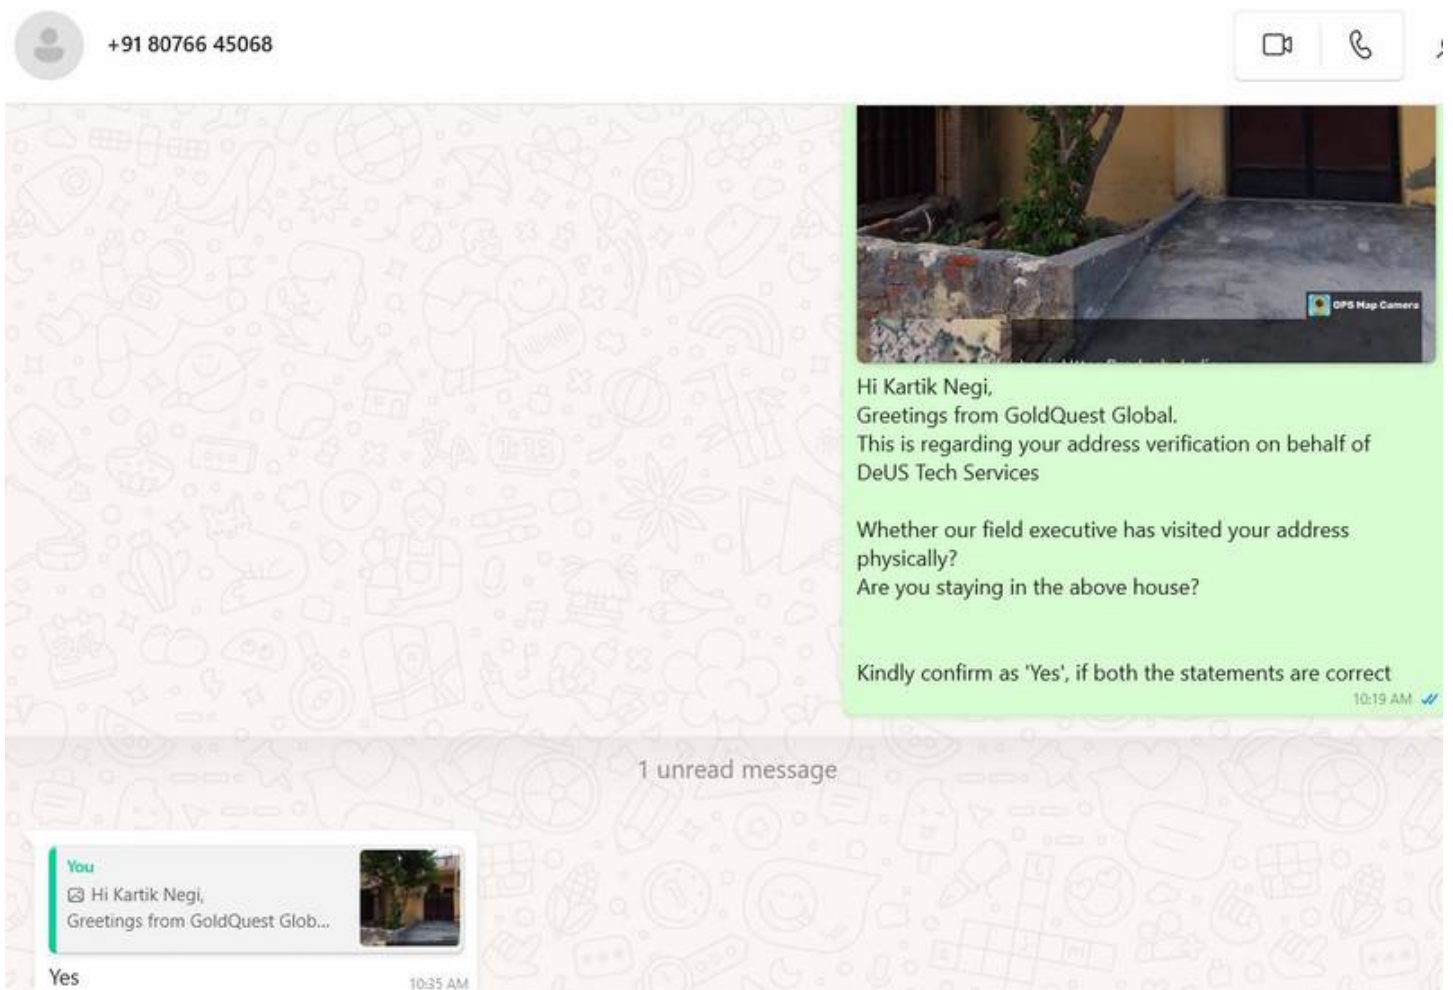 +91 80766 45068
GPS Map Camera
Hi Kartik Negi,
Greetings from GoldQuest Global.
This is regarding your address verification on behalf of
DeUS Tech Services
Whether our field executive has visited your address
physically?
Are you staying in the above house?
Kindly confirm as 'Yes', if both the statements are correct
10:19 AM
1 unread message
You
Hi Kartik Negi,
Greetings from GoldQuest Glob...
Yes
10:35 AM